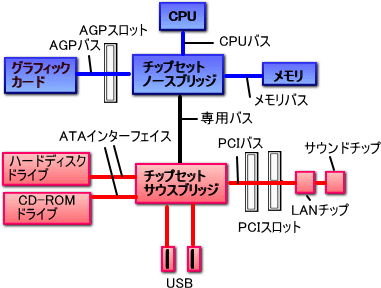 CPU
AGPスロット
AGPバス
CPUバス
グラフィック
カード
チップセット
ノースブリッジ
メモリ
メモリバス
専用バス
ATAインターフェイス
PCIバス
サウンドチップ
ハードディスク
ドライブ
チップセット
サウスブリッジ
CD-ROM
ドライブ
LANチップ
PCIスロット
USB